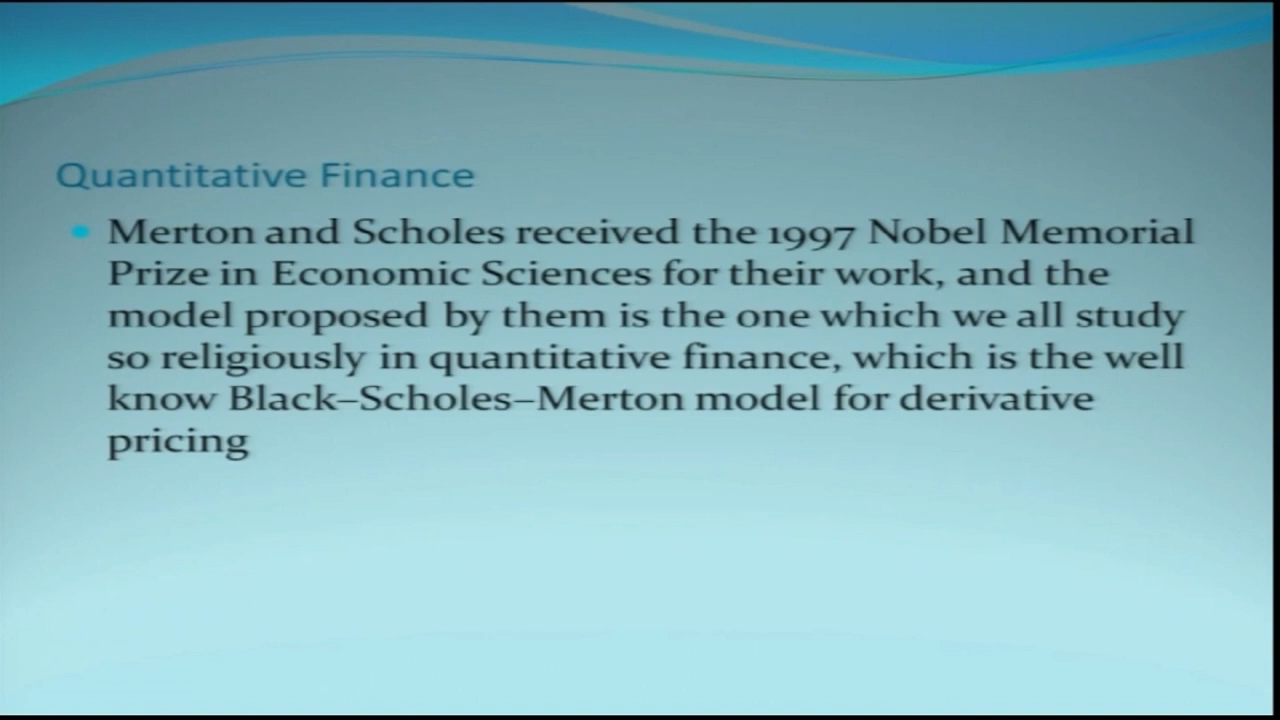 Quantitative Finance
Merton and Scholes received the 1997 Nobel Memorial
Prize in Economic Sciences for their work, and the
model proposed by them is the one which we all study
so religiously in quantitative finance, which is the well
know Black–Scholes–Merton model for derivative
pricing